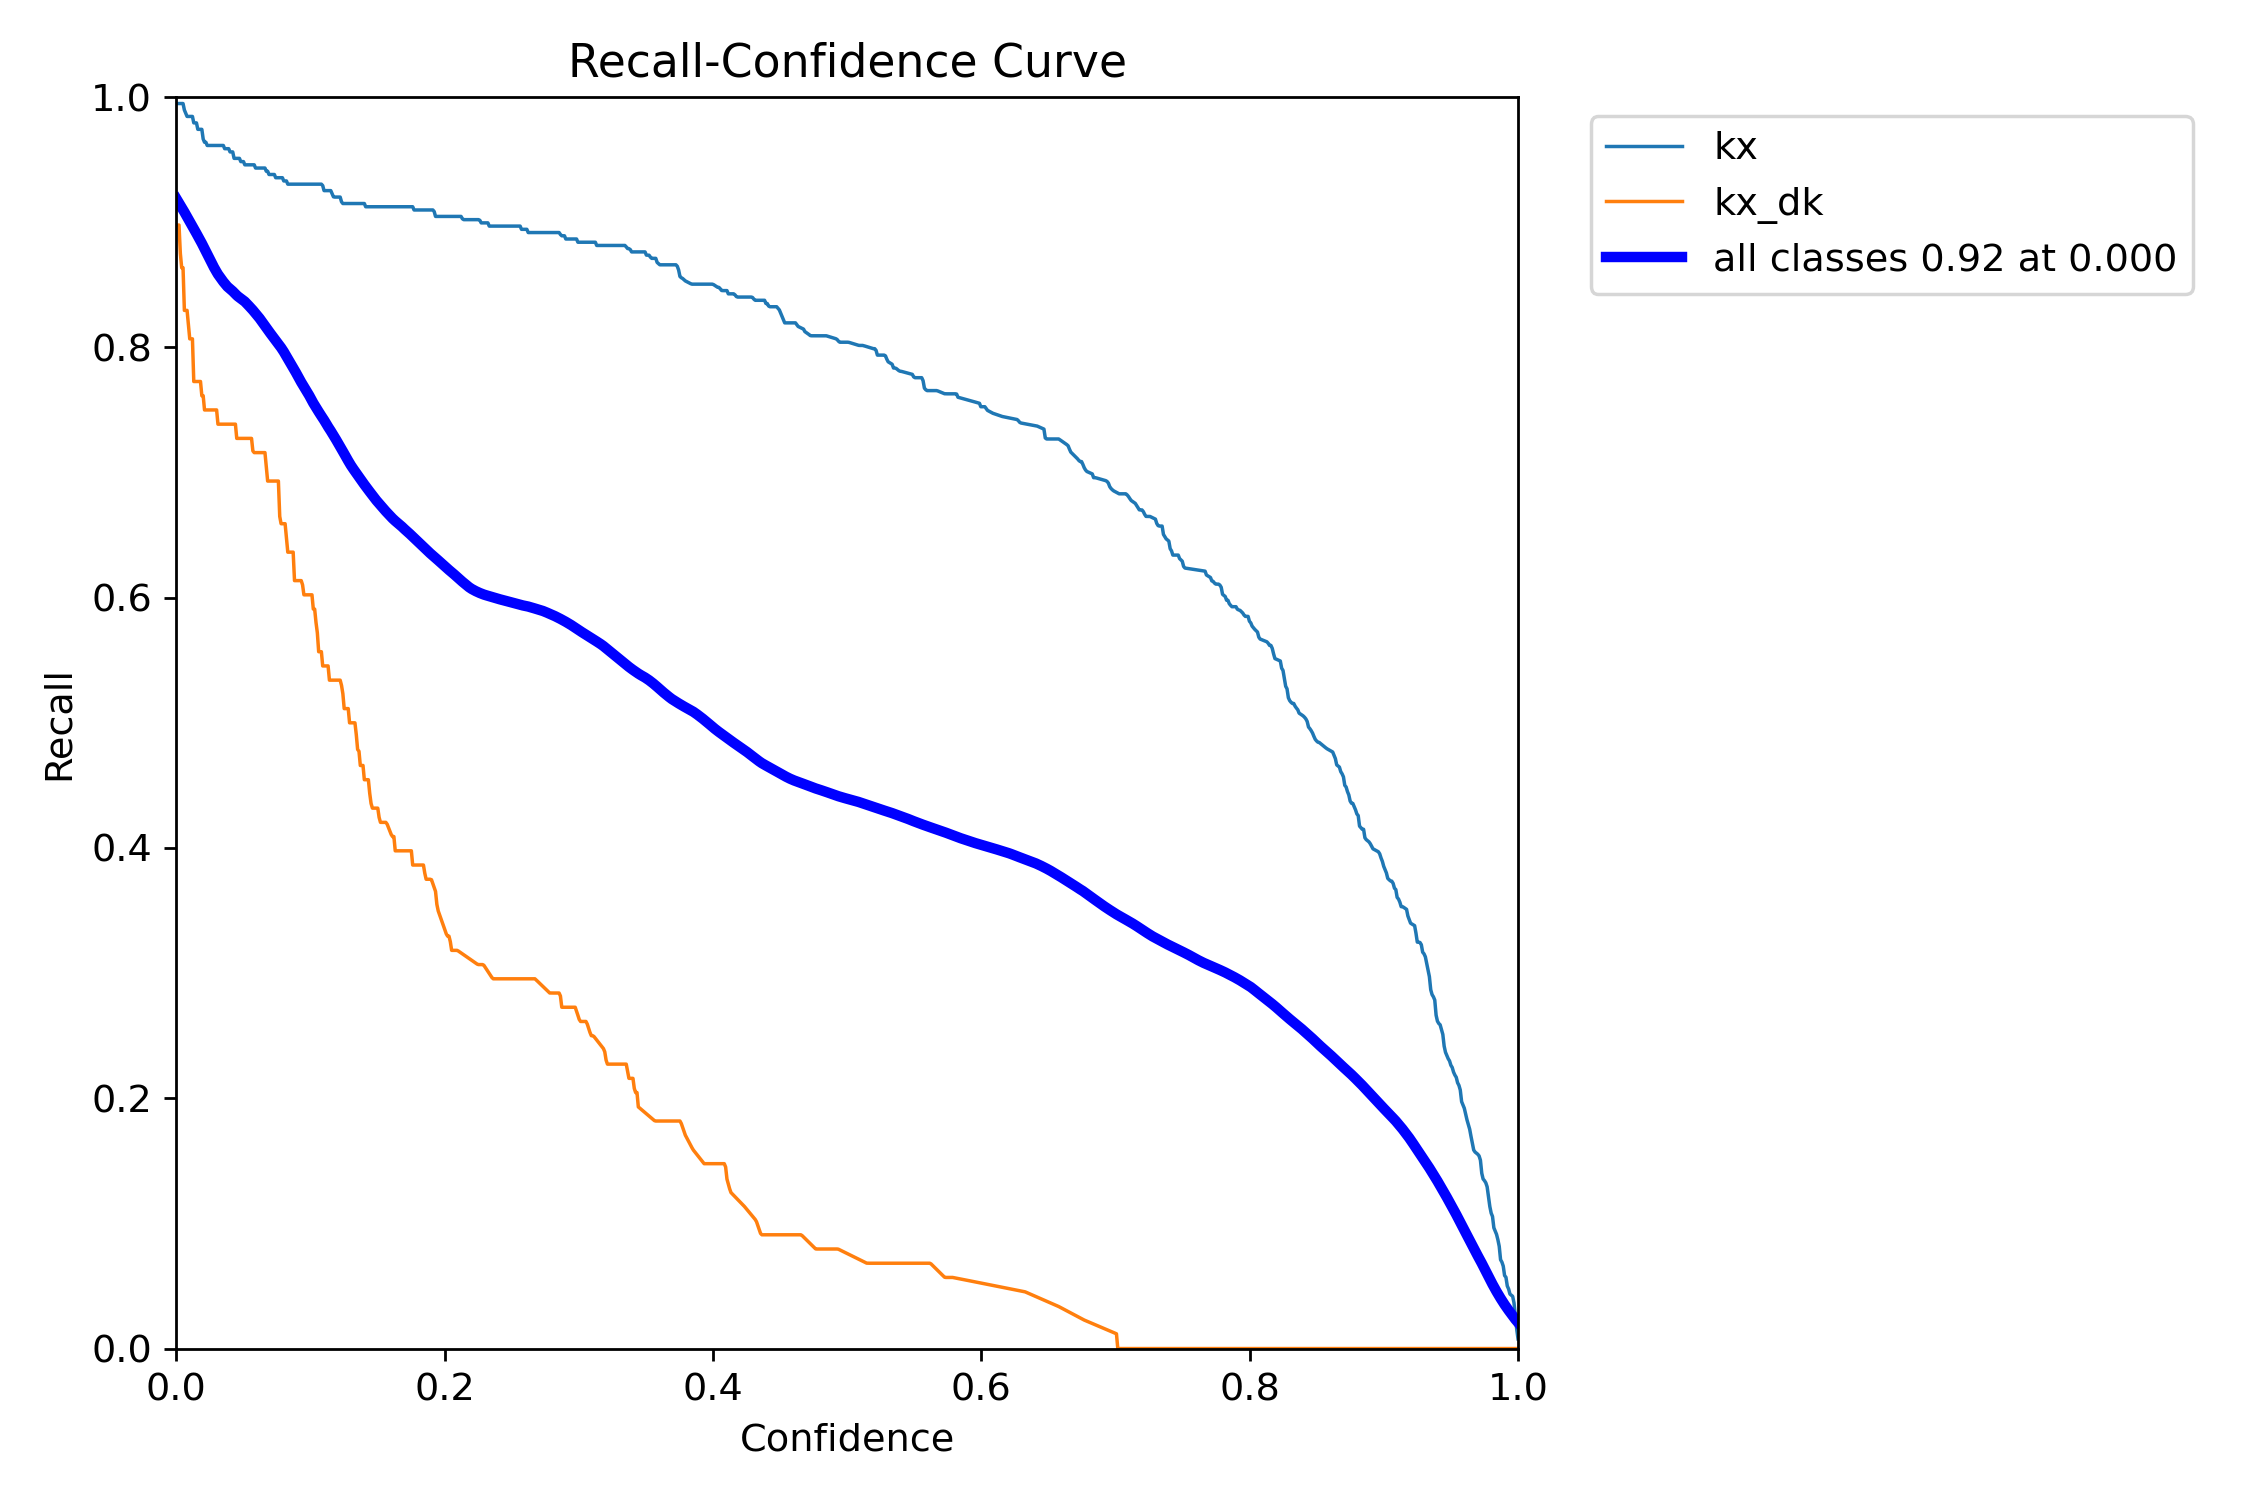 Recall-Confidence Curve
kx
kx_dk
all classes 0.92 at 0.000
Recall
1.0
0.8
0.6
0.4
0.2
0.0
0.0 0.2 0.4 0.6 0.8 1.0
Confidence